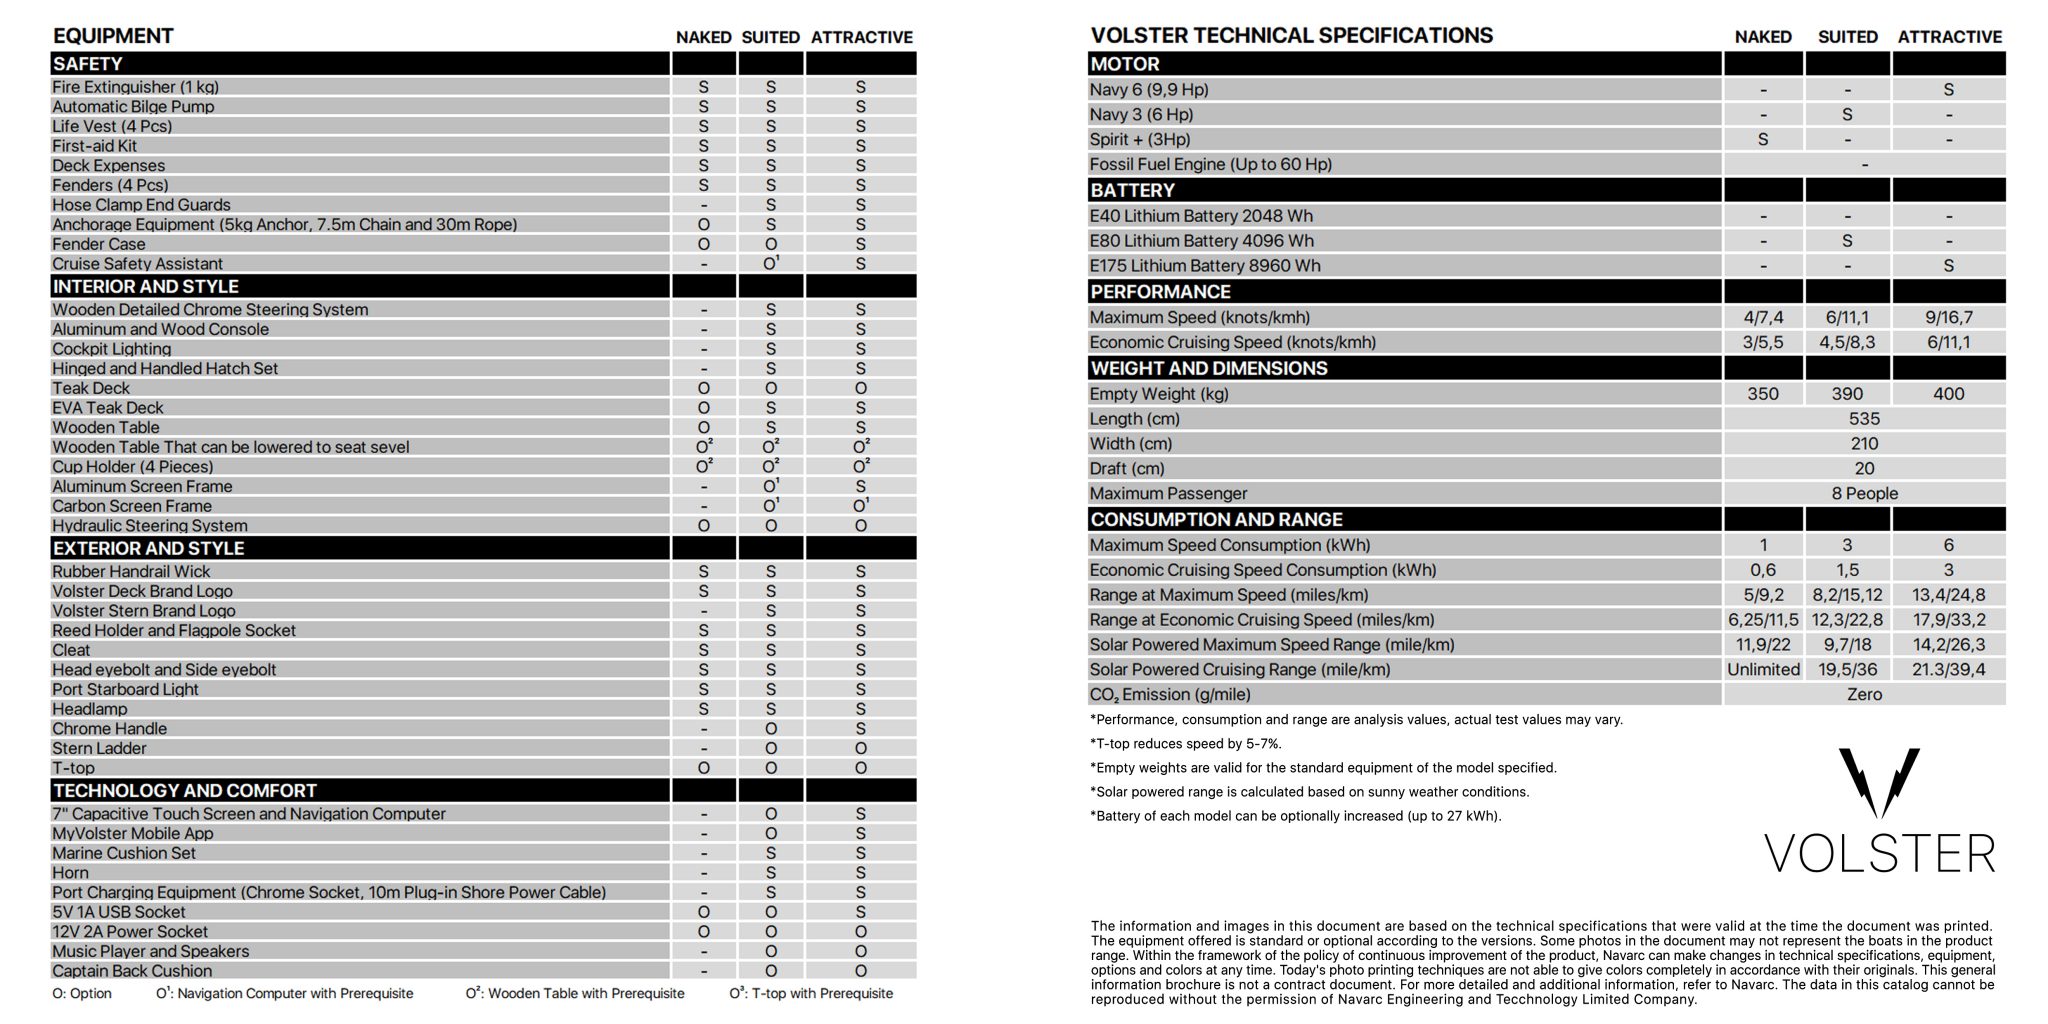 EQUIPMENT NAKED SUITED ATTRACTIVE
SAFETY
Fire Extinguisher (1 kg) S S S
Automatic Bilge Pump S S S
Life Vest (4 Pcs) S S S
First-aid Kit S S S
Deck Expenses S S S
Fenders (4 Pcs) S S S
Hose Clamp End Guards - S S
Anchorage Equipment (5kg Anchor, 7.5m Chain and 30m Rope) O S S
Fender Case O O S
Cruise Safety Assistant - O¹ S
INTERIOR AND STYLE
Wooden Detailed Chrome Steering System - S S
Aluminum and Wood Console - S S
Cockpit Lighting - S S
Hinged and Handled Hatch Set - S S
Teak Deck O O O
EVA Teak Deck O S S
Wooden Table O S S
Wooden Table That can be lowered to seat sevel O² O² O²
Cup Holder (4 Pieces) O² O² O²
Aluminum Screen Frame - O¹ S
Carbon Screen Frame - O¹ O¹
Hydraulic Steering System O O O
EXTERIOR AND STYLE
Rubber Handrail Wick S S S
Volster Deck Brand Logo S S S
Volster Stern Brand Logo - S S
Reed Holder and Flagpole Socket S S S
Cleat S S S
Head eyebolt and Side eyebolt S S S
Port Starboard Light S S S
Headlamp S S S
Chrome Handle - O S
Stern Ladder - O O
T-top O O O
TECHNOLOGY AND COMFORT
7" Capacitive Touch Screen and Navigation Computer - O S
MyVolster Mobile App - O S
Marine Cushion Set - S S
Horn - S S
Port Charging Equipment (Chrome Socket, 10m Plug-in Shore Power Cable) - S S
5V 1A USB Socket O O S
12V 2A Power Socket O O O
Music Player and Speakers - O O
Captain Back Cushion - O O
O: Option O¹: Navigation Computer with Prerequisite O²: Wooden Table with Prerequisite O³: T-top with Prerequisite
VOLSTER TECHNICAL SPECIFICATIONS NAKED SUITED ATTRACTIVE
MOTOR
Navy 6 (9,9 Hp) - - S
Navy 3 (6 Hp) - S -
Spirit + (3Hp) S - -
Fossil Fuel Engine (Up to 60 Hp) -
BATTERY
E40 Lithium Battery 2048 Wh - - -
E80 Lithium Battery 4096 Wh - S -
E175 Lithium Battery 8960 Wh - - S
PERFORMANCE
Maximum Speed (knots/kmh) 4/7,4 6/11,1 9/16,7
Economic Cruising Speed (knots/kmh) 3/5,5 4,5/8,3 6/11,1
WEIGHT AND DIMENSIONS
Empty Weight (kg) 350 390 400
Length (cm) 535
Width (cm) 210
Draft (cm) 20
Maximum Passenger 8 People
CONSUMPTION AND RANGE
Maximum Speed Consumption (kWh) 1 3 6
Economic Cruising Speed Consumption (kWh) 0,6 1,5 3
Range at Maximum Speed (miles/km) 5/9,2 8,2/15,12 13,4/24,8
Range at Economic Cruising Speed (miles/km) 6,25/11,5 12,3/22,8 17,9/33,2
Solar Powered Maximum Speed Range (mile/km) 11,9/22 9,7/18 14,2/26,3
Solar Powered Cruising Range (mile/km) Unlimited 19,5/36 21.3/39,4
CO₂ Emission (g/mile) Zero
*Performance, consumption and range are analysis values, actual test values may vary.
*T-top reduces speed by 5-7%.
*Empty weights are valid for the standard equipment of the model specified.
*Solar powered range is calculated based on sunny weather conditions.
*Battery of each model can be optionally increased (up to 27 kWh).
VOLSTER
The information and images in this document are based on the technical specifications that were valid at the time the document was printed.
The equipment offered is standard or optional according to the versions. Some photos in the document may not represent the boats in the product
range. Within the framework of the policy of continuous improvement of the product, Navarc can make changes in technical specifications, equipment,
options and colors at any time. Today's photo printing techniques are not able to give colors completely in accordance with their originals. This general
information brochure is not a contract document. For more detailed and additional information, refer to Navarc. The data in this catalog cannot be
reproduced without the permission of Navarc Engineering and Tecchnology Limited Company.